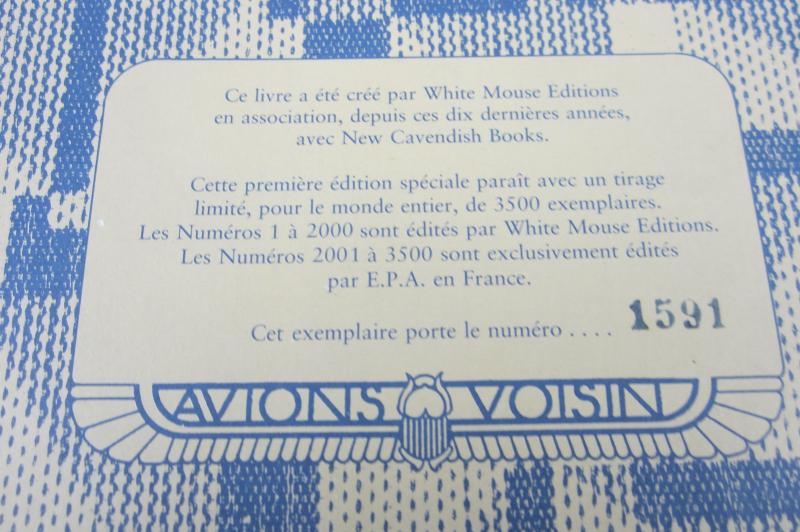 Ce livre a été créé par White Mouse Editions
en association, depuis ces dix dernières années,
avec New Cavendish Books.
Cette première édition spéciale paraît avec un tirage
limité, pour le monde entier, de 3500 exemplaires.
Les Numéros 1 à 2000 sont édités par White Mouse Editions.
Les Numéros 2001 à 3500 sont exclusivement édités
par E.P.A. en France.
Cet exemplaire porte le numéro .... 1591
AVIONS VOISIN